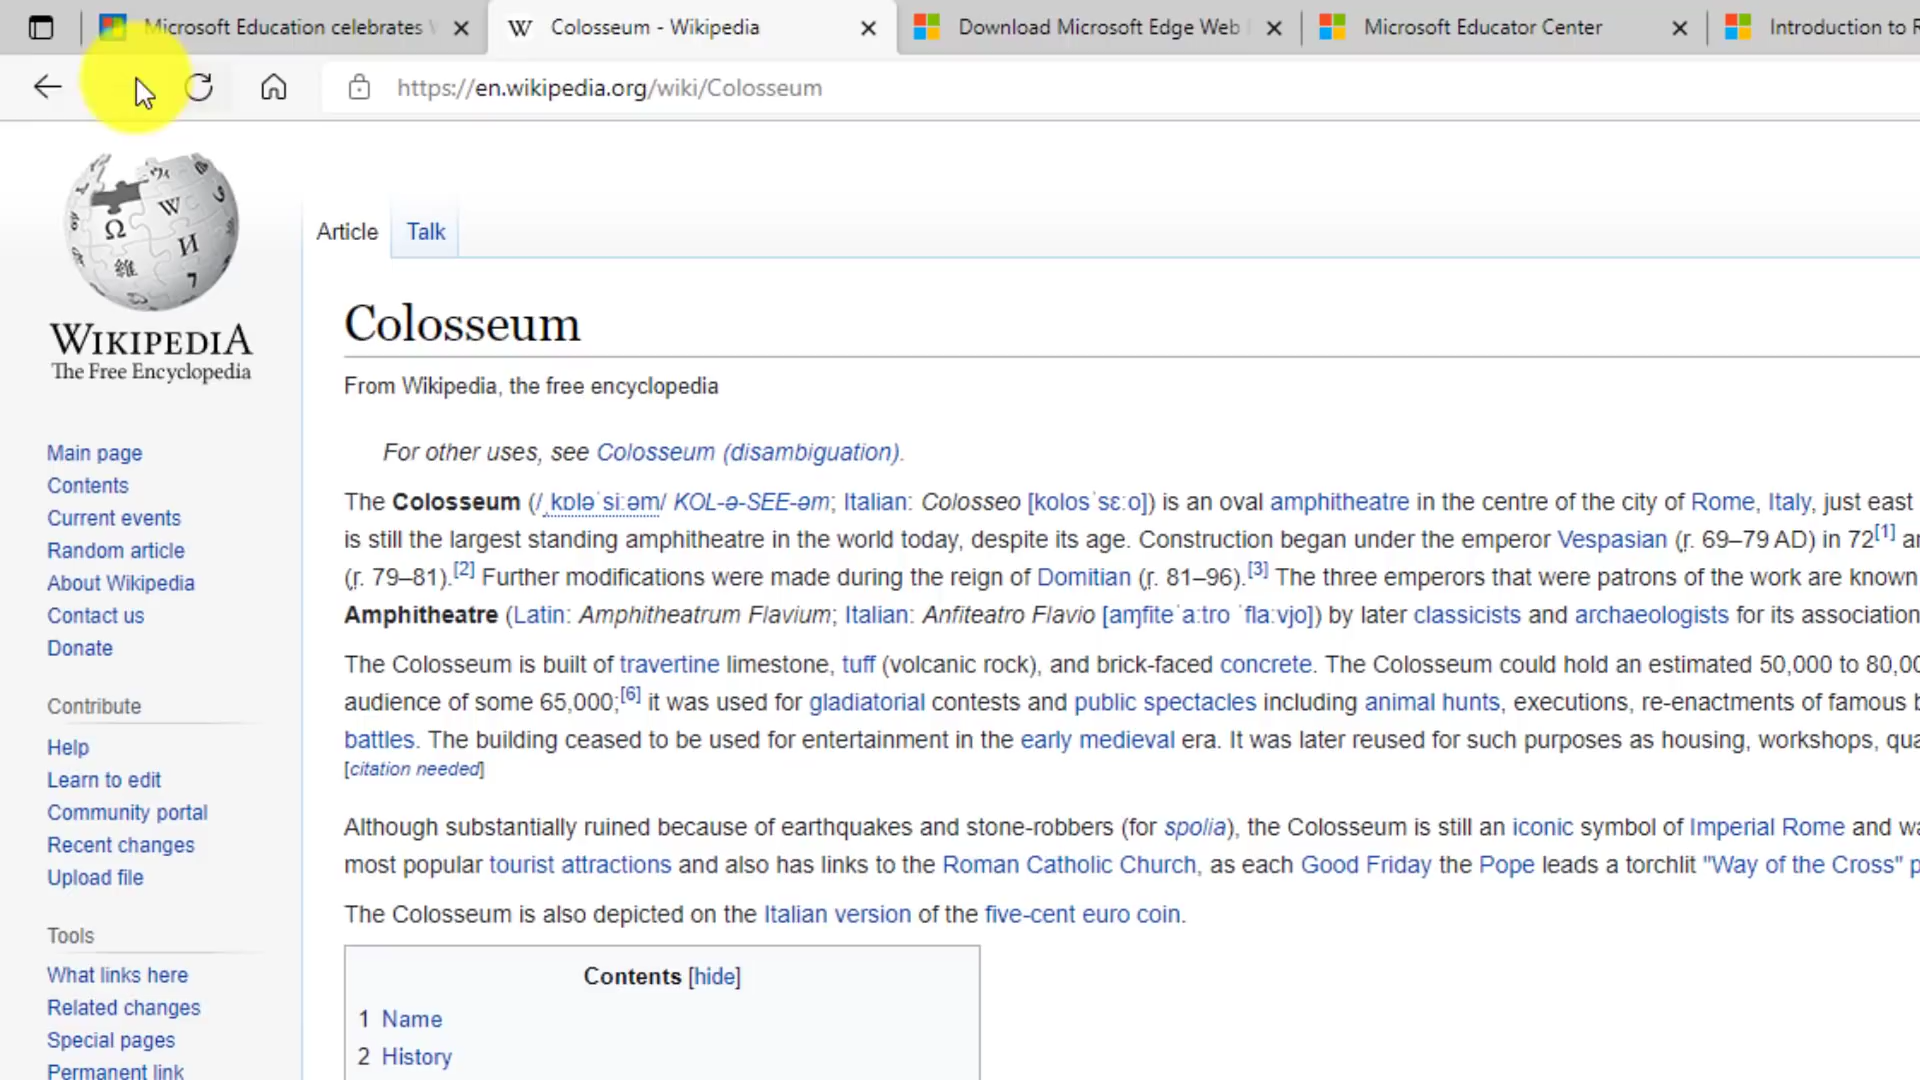 Microsoft Education celebrates
Colosseum - Wikipedia
Download Microsoft Edge Web
Microsoft Educator Center
Introduction to R
https://en.wikipedia.org/wiki/Colosseum
WIKIPEDIA
The Free Encyclopedia
Article Talk
Colosseum
From Wikipedia, the free encyclopedia
For other uses, see Colosseum (disambiguation).
The Colosseum (/ˌkɒləˈsiːəm/ KOL-ə-SEE-əm; Italian: Colosseo [kolosˈsɛːo]) is an oval amphitheatre in the centre of the city of Rome, Italy, just east
is still the largest standing amphitheatre in the world today, despite its age. Construction began under the emperor Vespasian (r. 69–79 AD) in 72[1]
(r. 79–81).[2] Further modifications were made during the reign of Domitian (r. 81–96).[3] The three emperors that were patrons of the work are known
Amphitheatre (Latin: Amphitheatrum Flavium; Italian: Anfiteatro Flavio [aɱfiteˈaːtro ˈflaːvjo]) by later classicists and archaeologists for its association
The Colosseum is built of travertine limestone, tuff (volcanic rock), and brick-faced concrete. The Colosseum could hold an estimated 50,000 to 80,00
audience of some 65,000;[6] it was used for gladiatorial contests and public spectacles including animal hunts, executions, re-enactments of famous b
battles. The building ceased to be used for entertainment in the early medieval era. It was later reused for such purposes as housing, workshops, qua
[citation needed]
Although substantially ruined because of earthquakes and stone-robbers (for spolia), the Colosseum is still an iconic symbol of Imperial Rome and wa
most popular tourist attractions and also has links to the Roman Catholic Church, as each Good Friday the Pope leads a torchlit "Way of the Cross" p
The Colosseum is also depicted on the Italian version of the five-cent euro coin.
Contents [hide]
1 Name
2 History
Main page
Contents
Current events
Random article
About Wikipedia
Contact us
Donate
Contribute
Help
Learn to edit
Community portal
Recent changes
Upload file
Tools
What links here
Related changes
Special pages
Permanent link